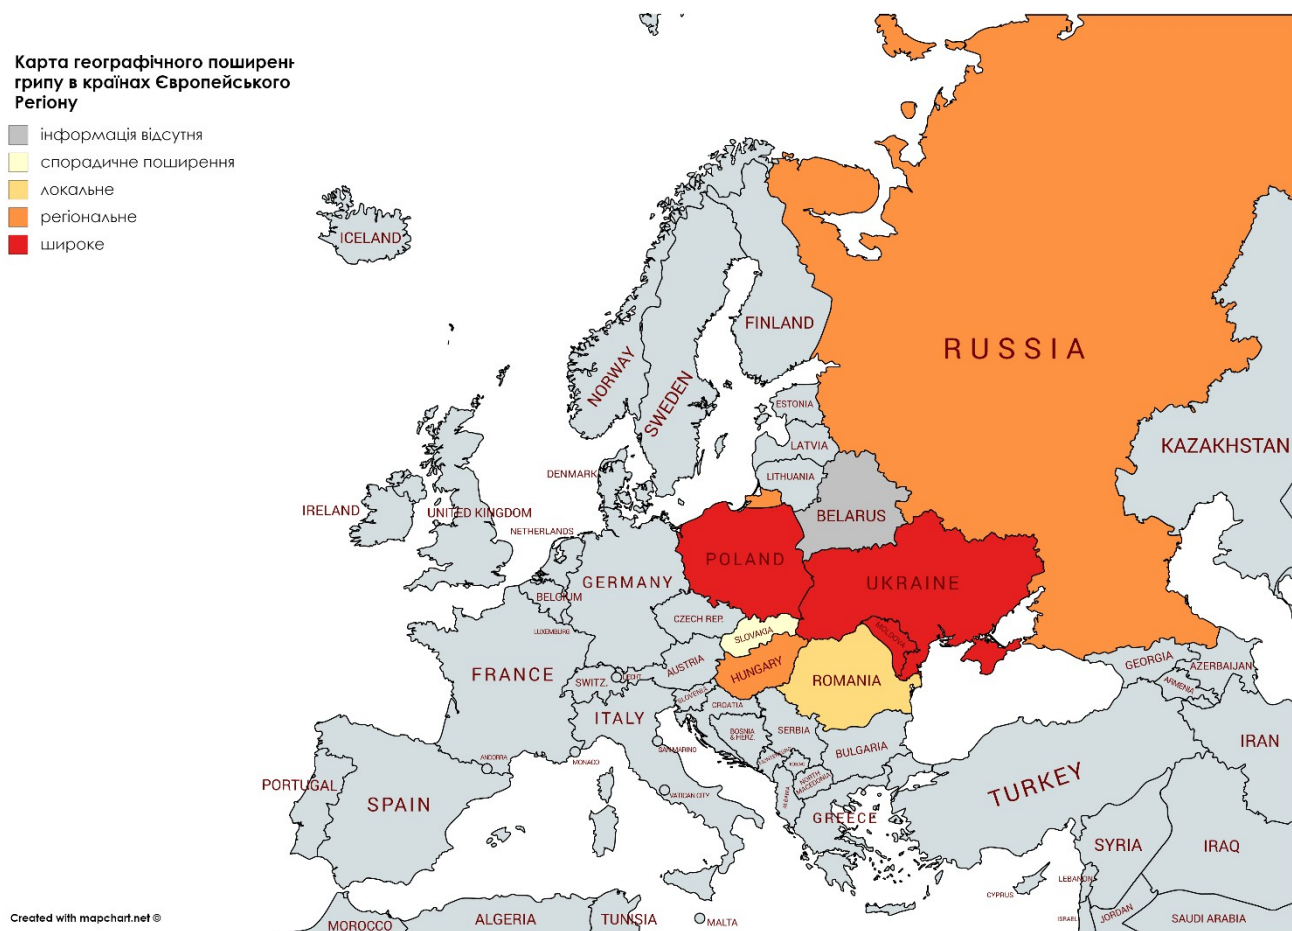 Карта географічного поширенн
грипу в країнах Європейського
Регіону
інформація відсутня
спорадичне поширення
локальне
регіональне
широке
ICELAND
NORWAY
SWEDEN
FINLAND
RUSSIA
ESTONIA
LATVIA
LITHUANIA
KAZAKHSTAN
DENMARK
IRELAND
UNITED KINGDOM
NETHERLANDS
BELARUS
POLAND
UKRAINE
GERMANY
BELGIUM
LUXEMBURG
CZECH REP.
SLOVAKIA
MOLDOVA
FRANCE
SWITZ.
LECHT.
AUSTRIA
HUNGARY
ROMANIA
GEORGIA
AZERBAIJAN
ARMENIA
SLOVENIA
CROATIA
ITALY
BOSNIA
& HERZ.
SERBIA
SAN MARINO
BULGARIA
IRAN
ANDORRA
MONACO
NORTH
MACEDONIA
PORTUGAL
SPAIN
VATICAN CITY
ALBANIA
GREECE
TURKEY
SYRIA
IRAQ
LEBANON
CYPRUS
ISRAEL
JORDAN
SAUDI ARABIA
MOROCCO
ALGERIA
TUNISIA
MALTA
Created with mapchart.net ©